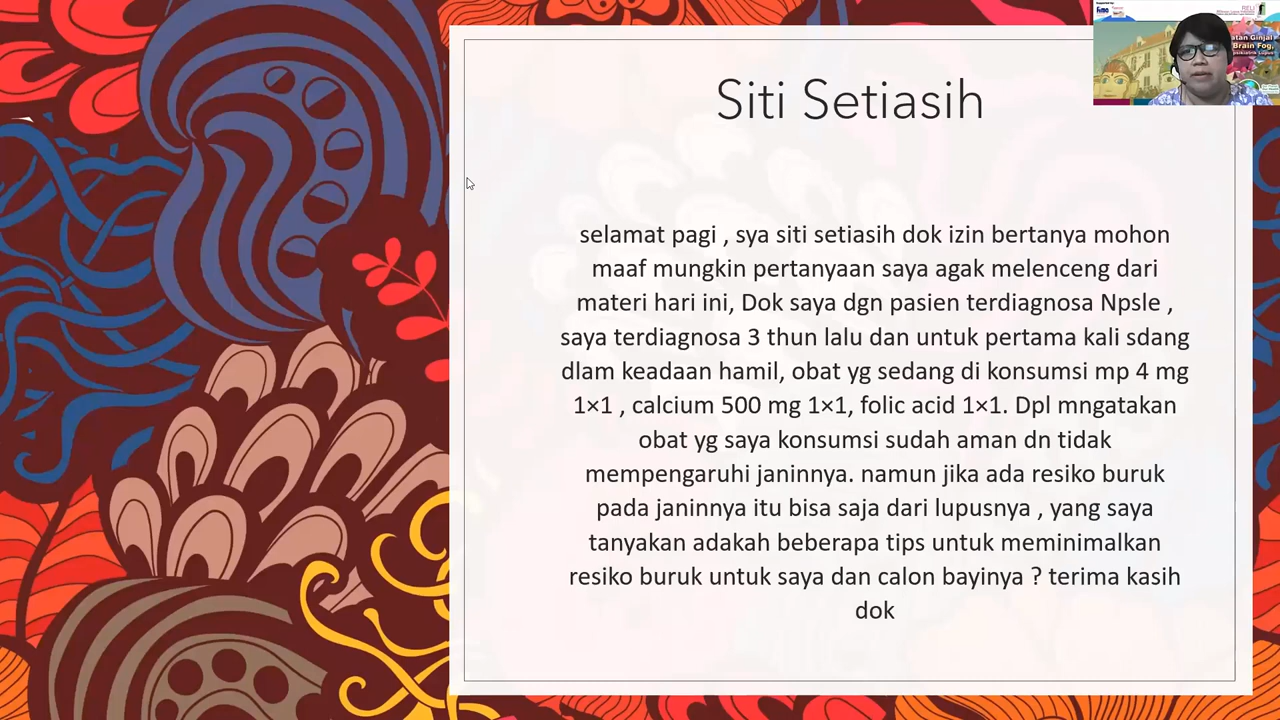 Siti Setiasih
selamat pagi , sya siti setiasih dok izin bertanya mohon
maaf mungkin pertanyaan saya agak melenceng dari
materi hari ini, Dok saya dgn pasien terdiagnosa Npsle ,
saya terdiagnosa 3 thun lalu dan untuk pertama kali sdang
dlam keadaan hamil, obat yg sedang di konsumsi mp 4 mg
1×1 , calcium 500 mg 1×1, folic acid 1×1. Dpl mngatakan
obat yg saya konsumsi sudah aman dn tidak
mempengaruhi janinnya. namun jika ada resiko buruk
pada janinnya itu bisa saja dari lupusnya , yang saya
tanyakan adakah beberapa tips untuk meminimalkan
resiko buruk untuk saya dan calon bayinya ? terima kasih
dok
atan Ginjal
Brain Fog,